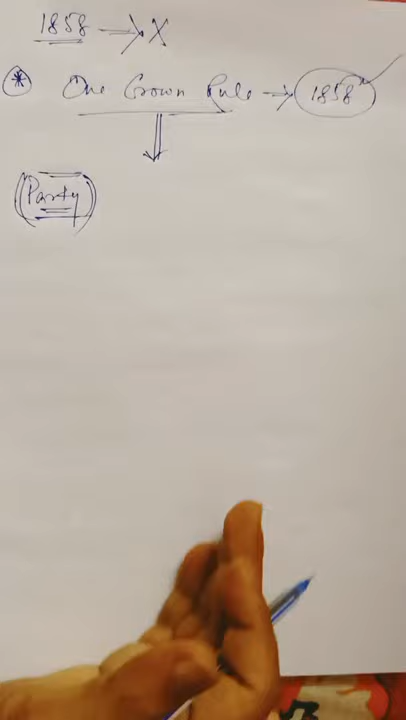 1858 → X
* One Crown Rule → 1858
(Party)